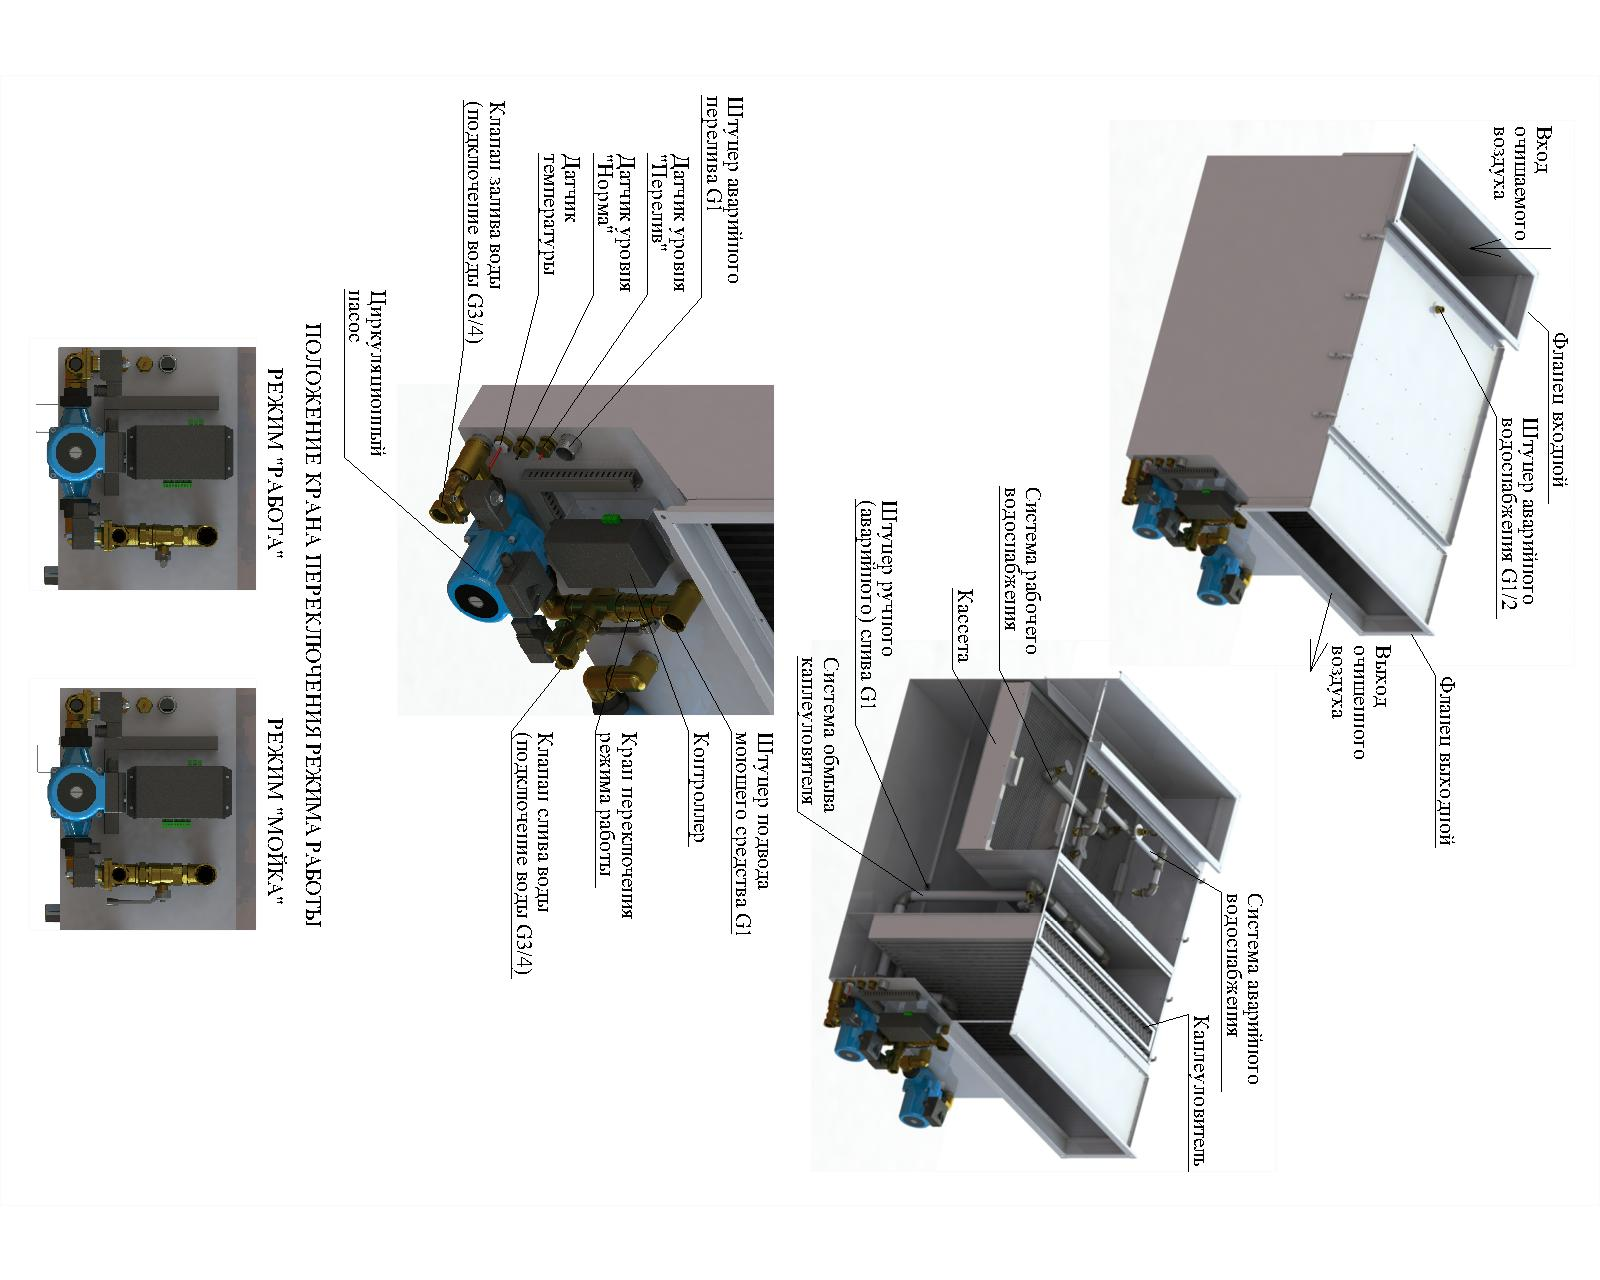 Вход
очищаемого
воздуха
Фланец входной
Штуцер аварийного
водоснабжения G1/2
Выход
очищенного
воздуха
Фланец выходной
Система рабочего
водоснабжения
Кассета
Штуцер ручного
(аварийного) слива G1
Система обмыва
каплеуловителя
Система аварийного
водоснабжения
Каплеуловитель
Штуцер аварийного
перелива G1
Датчик уровня
"Перелив"
Датчик уровня
"Норма"
Датчик
температуры
Клапан залива воды
(подключение воды G3/4)
Циркуляционный
насос
Штуцер подвода
моющего средства G1
Контроллер
Кран переключения
режима работы
Клапан слива воды
(подключение воды G3/4)
ПОЛОЖЕНИЕ КРАНА ПЕРЕКЛЮЧЕНИЯ РЕЖИМА РАБОТЫ
РЕЖИМ "РАБОТА"
РЕЖИМ "МОЙКА"